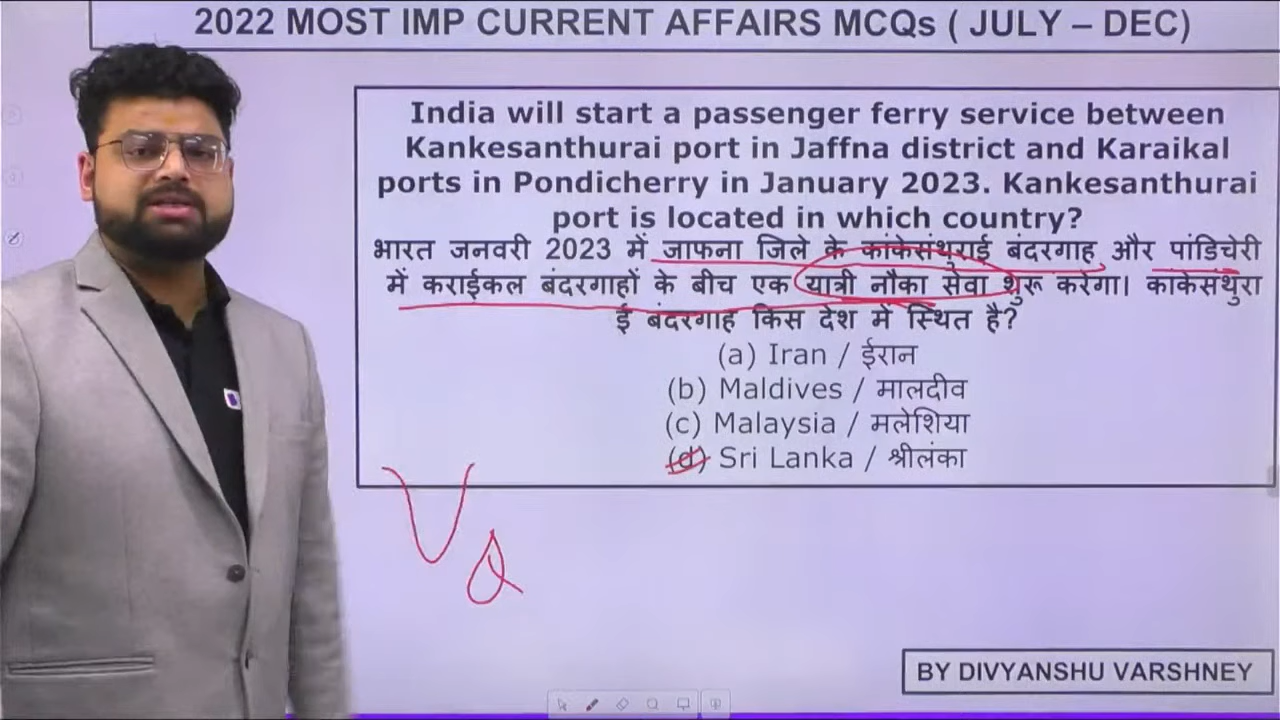 2022 MOST IMP CURRENT AFFAIRS MCQs ( JULY – DEC)
India will start a passenger ferry service between
Kankesanthurai port in Jaffna district and Karaikal
ports in Pondicherry in January 2023. Kankesanthurai
port is located in which country?
भारत जनवरी 2023 में जाफना जिले के कांकेसंथुराई बंदरगाह और पांडिचेरी
में कराईकल बंदरगाहों के बीच एक यात्री नौका सेवा शुरू करेगा। कांकेसंथुरा
ई बंदरगाह किस देश में स्थित है?
(a) Iran / ईरान
(b) Maldives / मालदीव
(c) Malaysia / मलेशिया
(d) Sri Lanka / श्रीलंका
BY DIVYANSHU VARSHNEY